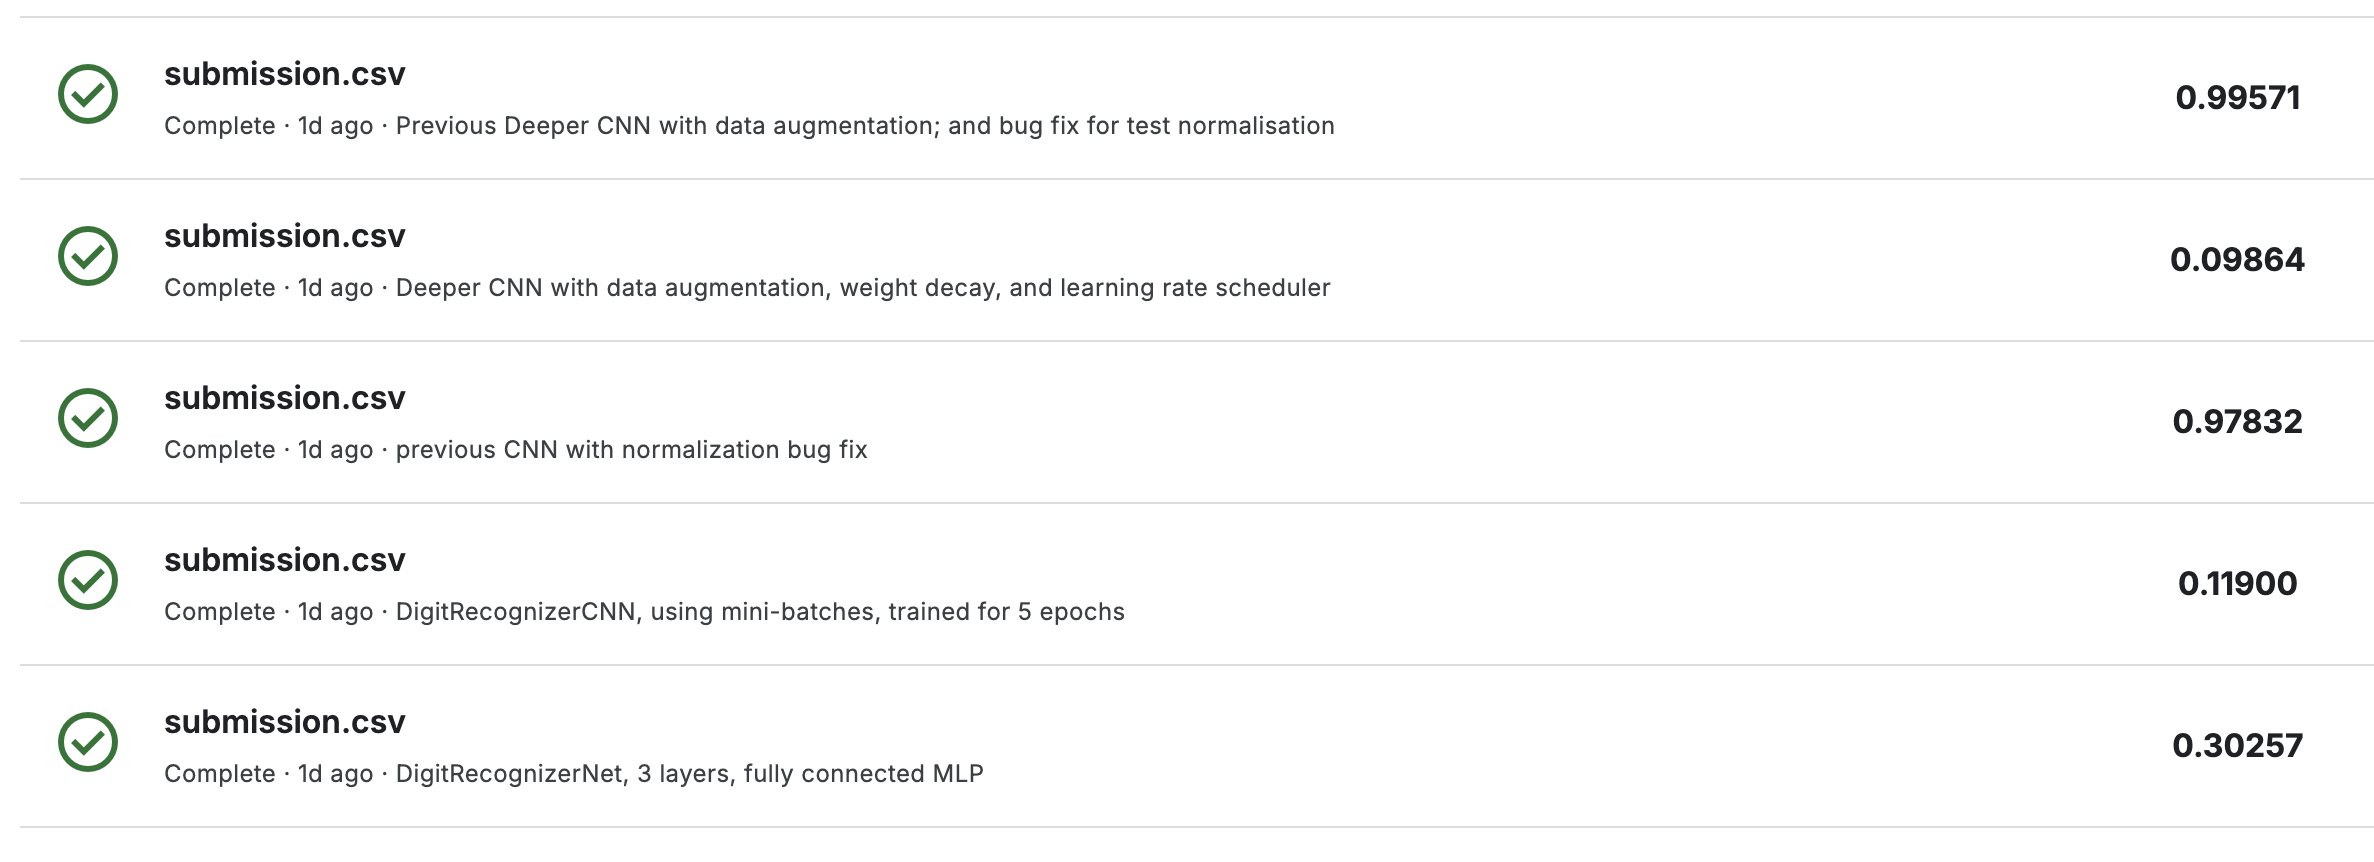 submission.csv
Complete · 1d ago · Previous Deeper CNN with data augmentation; and bug fix for test normalisation
0.99571
submission.csv
Complete · 1d ago · Deeper CNN with data augmentation, weight decay, and learning rate scheduler
0.09864
submission.csv
Complete · 1d ago · previous CNN with normalization bug fix
0.97832
submission.csv
Complete · 1d ago · DigitRecognizerCNN, using mini-batches, trained for 5 epochs
0.11900
submission.csv
Complete · 1d ago · DigitRecognizerNet, 3 layers, fully connected MLP
0.30257